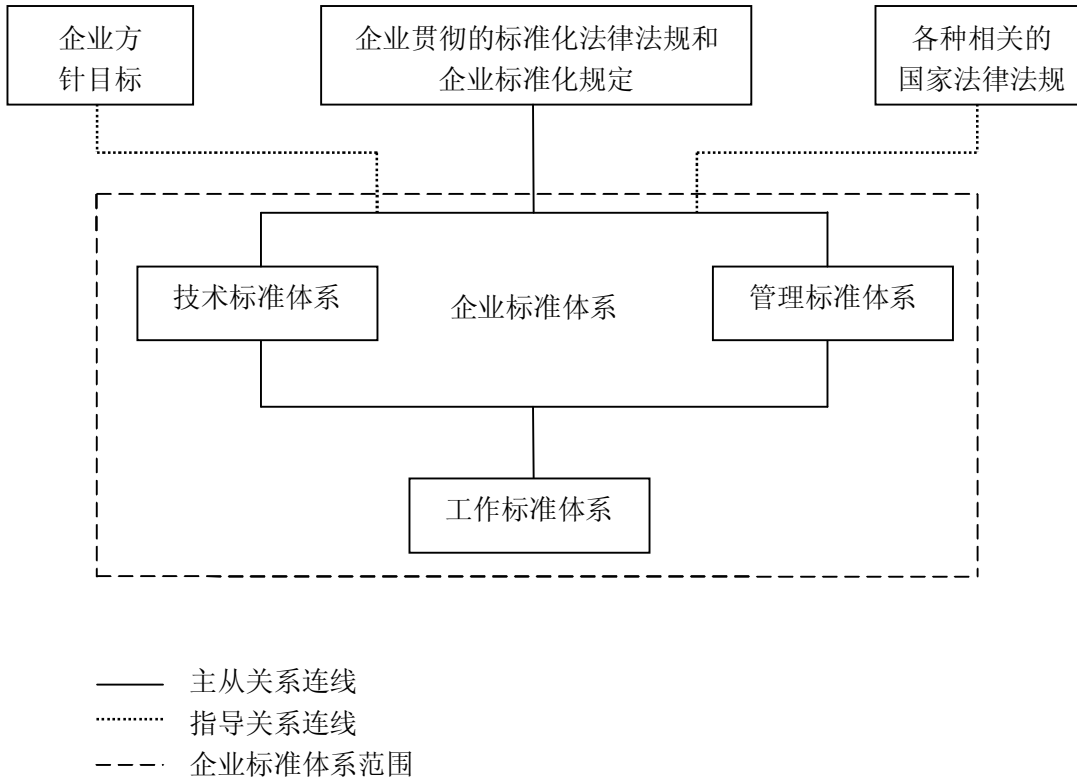 企业方
针目标
企业贯彻的标准化法律法规和
企业标准化规定
各种相关的
国家法律法规
技术标准体系
企业标准体系
管理标准体系
工作标准体系
主从关系连线
指导关系连线
企业标准体系范围